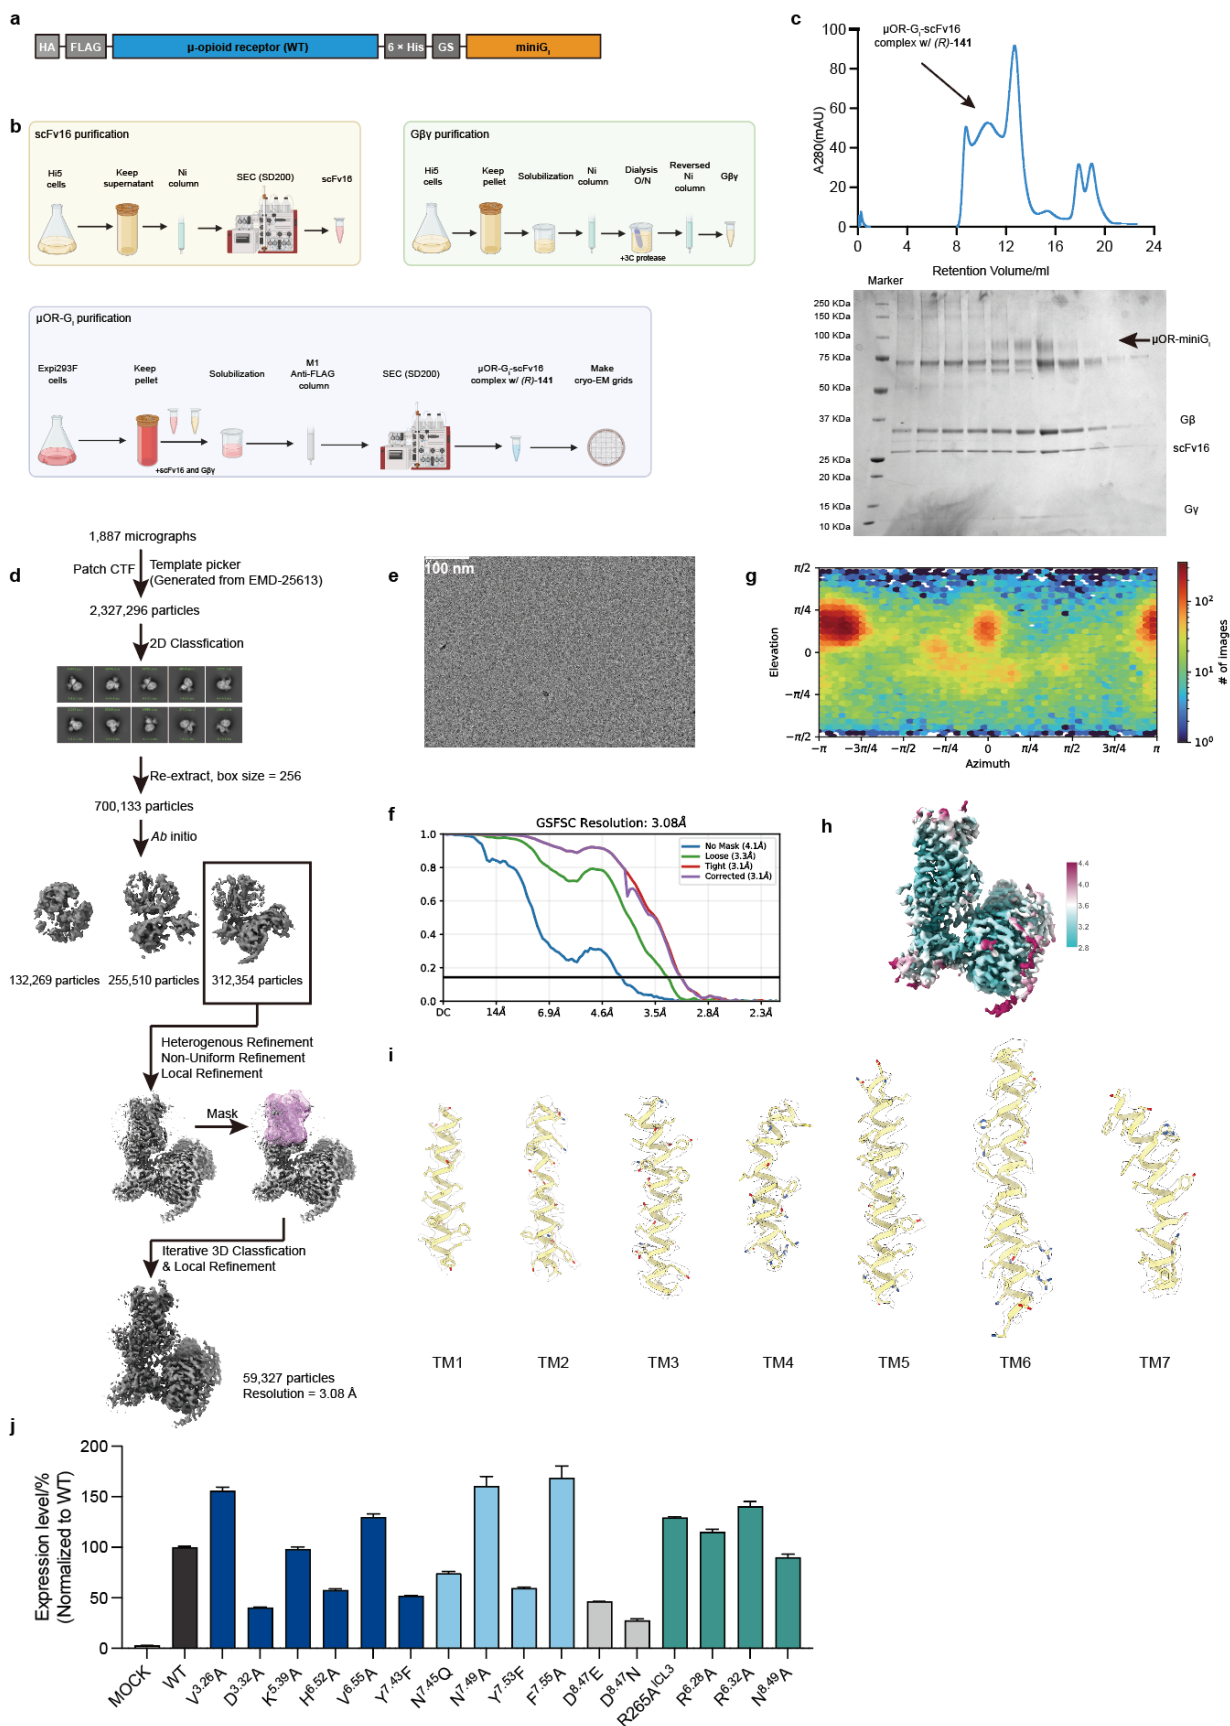 a
HA FLAG μ-opioid receptor (WT) 6 × His GS miniGi
b
scFv16 purification
Hi5 cells
Keep supernatant
Ni column
SEC (SD200)
scFv16
Gβγ purification
Hi5 cells
Keep pellet
Solubilization
Ni column
Dialysis O/N
+3C protease
Reversed Ni column
Gβγ
μOR-Gi purification
Expi293F cells
Keep pellet
+scFv16 and Gβγ
Solubilization
M1 Anti-FLAG column
SEC (SD200)
μOR-Gi-scFv16 complex w/ (R)-141
Make cryo-EM grids
c
μOR-Gi-scFv16
complex w/ (R)-141
A280(mAU)
100
80
60
40
20
0
0 4 8 12 16 20 24
Retention Volume/ml
Marker
250 KDa
150 KDa
100 KDa
75 KDa
50 KDa
37 KDa
25 KDa
20 KDa
15 KDa
10 KDa
μOR-miniGi
Gβ
scFv16
Gγ
d
1,887 micrographs
Patch CTF
Template picker
(Generated from EMD-25613)
2,327,296 particles
2D Classfication
Re-extract, box size = 256
700,133 particles
Ab initio
132,269 particles 255,510 particles 312,354 particles
Heterogenous Refinement
Non-Uniform Refinement
Local Refinement
Mask
Iterative 3D Classfication
& Local Refinement
59,327 particles
Resolution = 3.08 Å
e
100 nm
f
GSFSC Resolution: 3.08Å
No Mask (4.1Å)
Loose (3.3Å)
Tight (3.1Å)
Corrected (3.1Å)
1.0
0.8
0.6
0.4
0.2
0.0
DC 14Å 6.9Å 4.6Å 3.5Å 2.8Å 2.3Å
g
Elevation
π/2
π/4
0
−π/4
−π/2
−π −3π/4 −π/2 −π/4 0 π/4 π/2 3π/4 π
Azimuth
10²
10¹
10⁰
# of images
h
4.4
4.0
3.6
3.2
2.8
i
TM1 TM2 TM3 TM4 TM5 TM6 TM7
j
Expression level/%
(Normalized to WT)
200
150
100
50
0
MOCK
WT
V3.26A
D3.32A
K5.39A
H6.52A
V6.55A
Y7.43F
N7.45Q
N7.49A
Y7.53F
F7.55A
D8.47E
D8.47N
R265AICL3
R6.28A
R6.32A
N8.49A